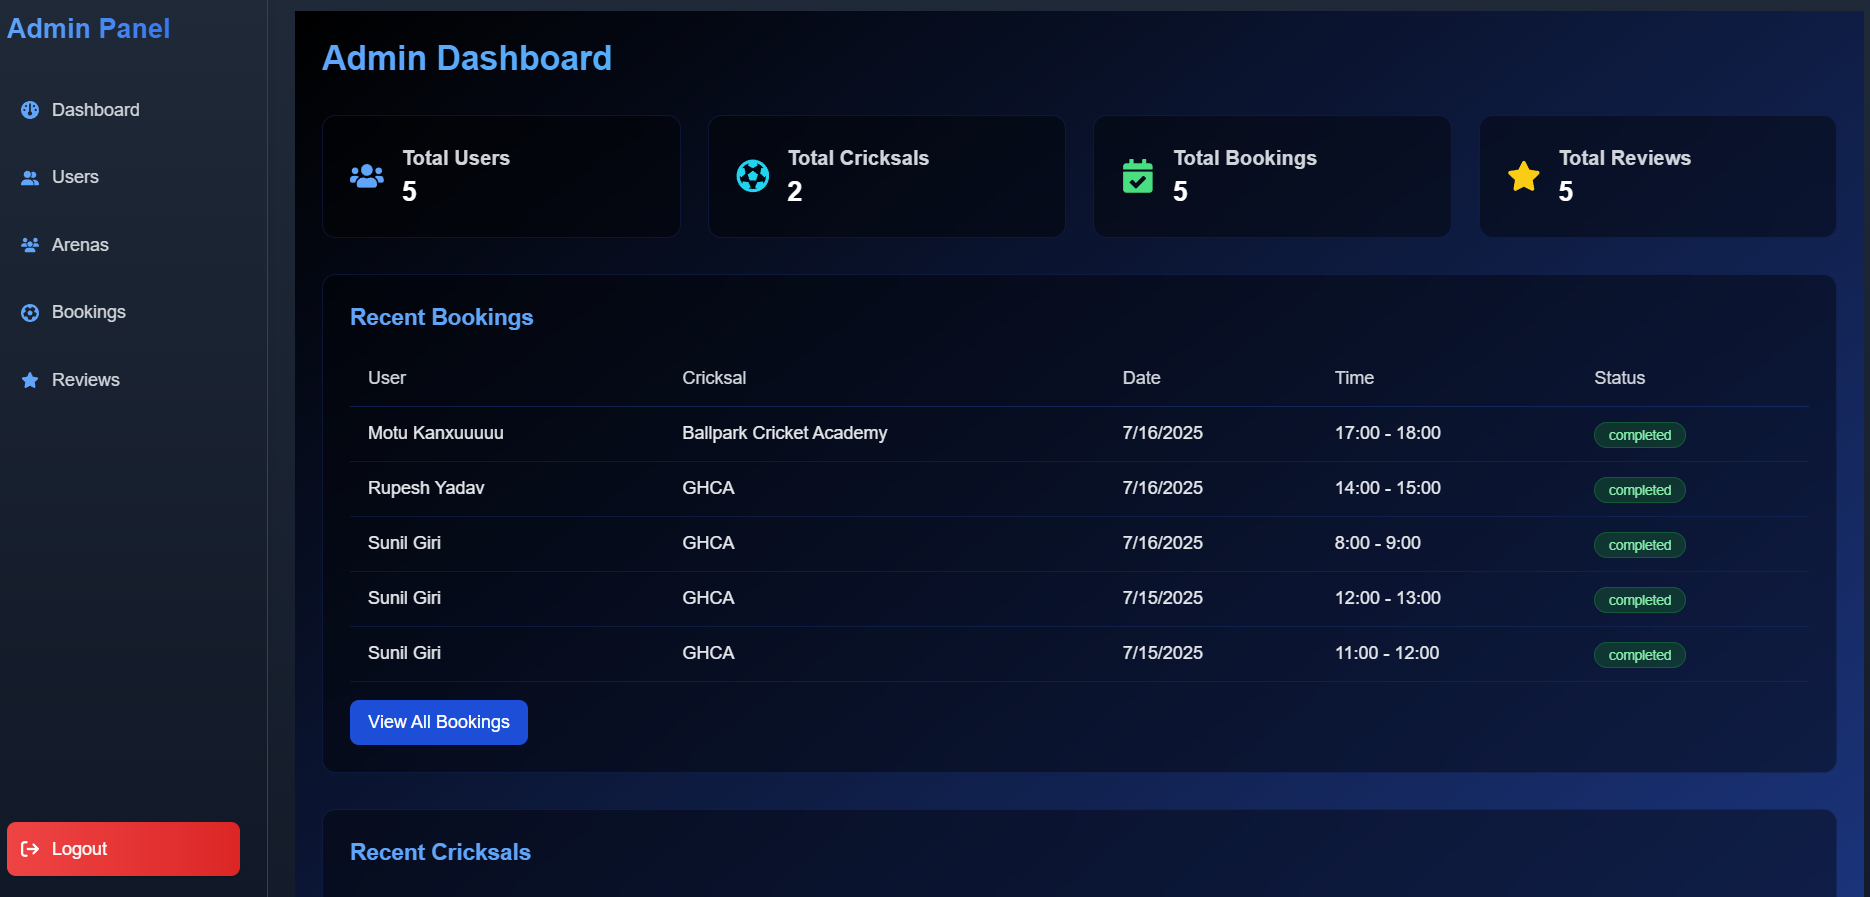 Admin Panel
Dashboard
Users
Arenas
Bookings
Reviews
Logout
Admin Dashboard
Total Users
5
Total Cricksals
2
Total Bookings
5
Total Reviews
5
Recent Bookings
User Cricksal Date Time Status
Motu Kanxuuuuu Ballpark Cricket Academy 7/16/2025 17:00 - 18:00 completed
Rupesh Yadav GHCA 7/16/2025 14:00 - 15:00 completed
Sunil Giri GHCA 7/16/2025 8:00 - 9:00 completed
Sunil Giri GHCA 7/15/2025 12:00 - 13:00 completed
Sunil Giri GHCA 7/15/2025 11:00 - 12:00 completed
View All Bookings
Recent Cricksals